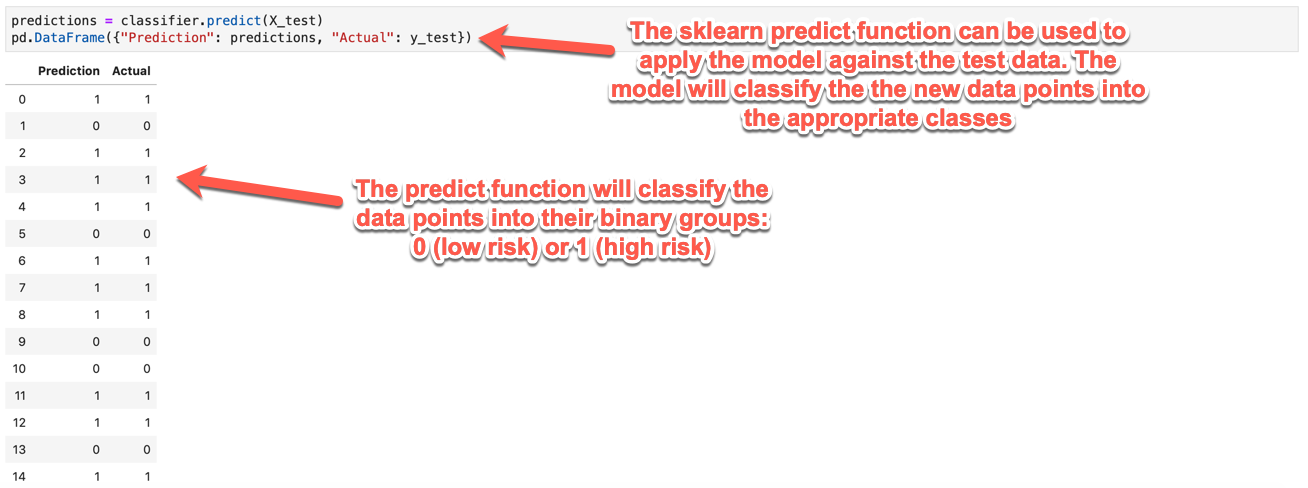 predictions = classifier.predict(X_test)
pd.DataFrame({"Prediction": predictions, "Actual": y_test})
The sklearn predict function can be used to
apply the model against the test data. The
model will classify the the new data points into
the appropriate classes
Prediction Actual
0 1 1
1 0 0
2 1 1
3 1 1
4 1 1
5 0 0
6 1 1
7 1 1
8 1 1
9 0 0
10 0 0
11 1 1
12 1 1
13 0 0
14 1 1
The predict function will classify the
data points into their binary groups:
0 (low risk) or 1 (high risk)